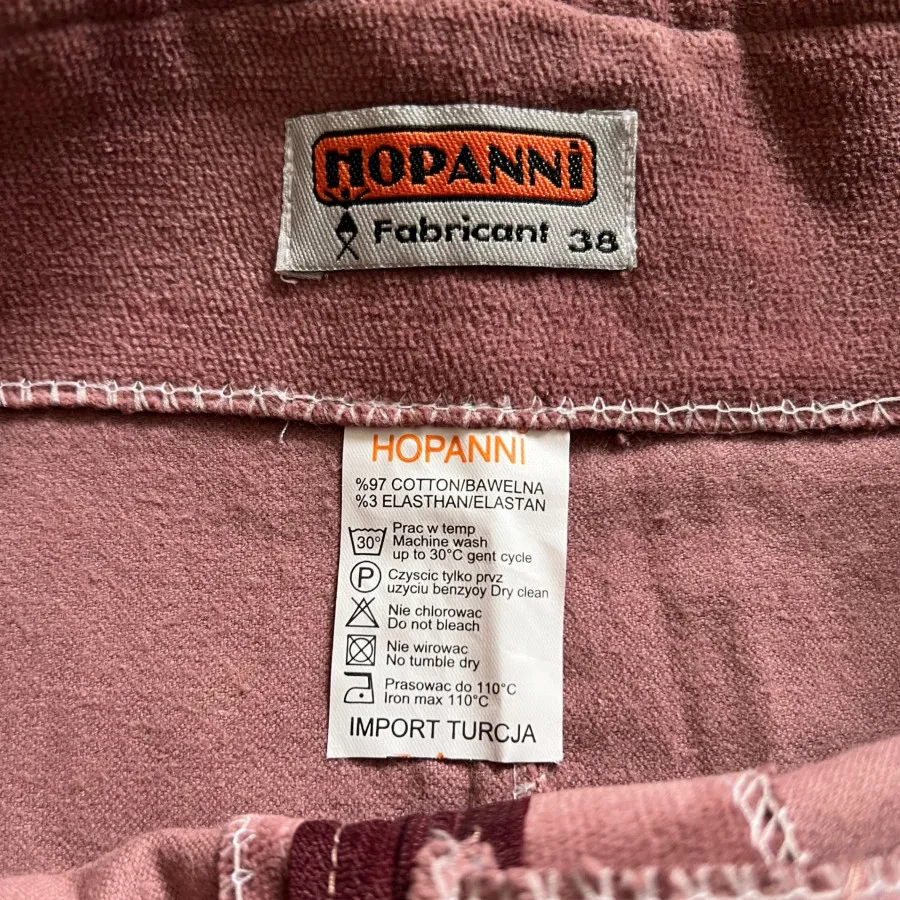 HOPANNi
Fabricant 38
HOPANNI
%97 COTTON/BAWELNA
%3 ELASTHAN/ELASTAN
30°
Prac w temp
Machine wash
up to 30°C gent cycle
P
Czyscic tylko prvz
uzyciu benzyoy Dry clean
Nie chlorowac
Do not bleach
Nie wirowac
No tumble dry
Prasowac do 110°C
Iron max 110°C
IMPORT TURCJA